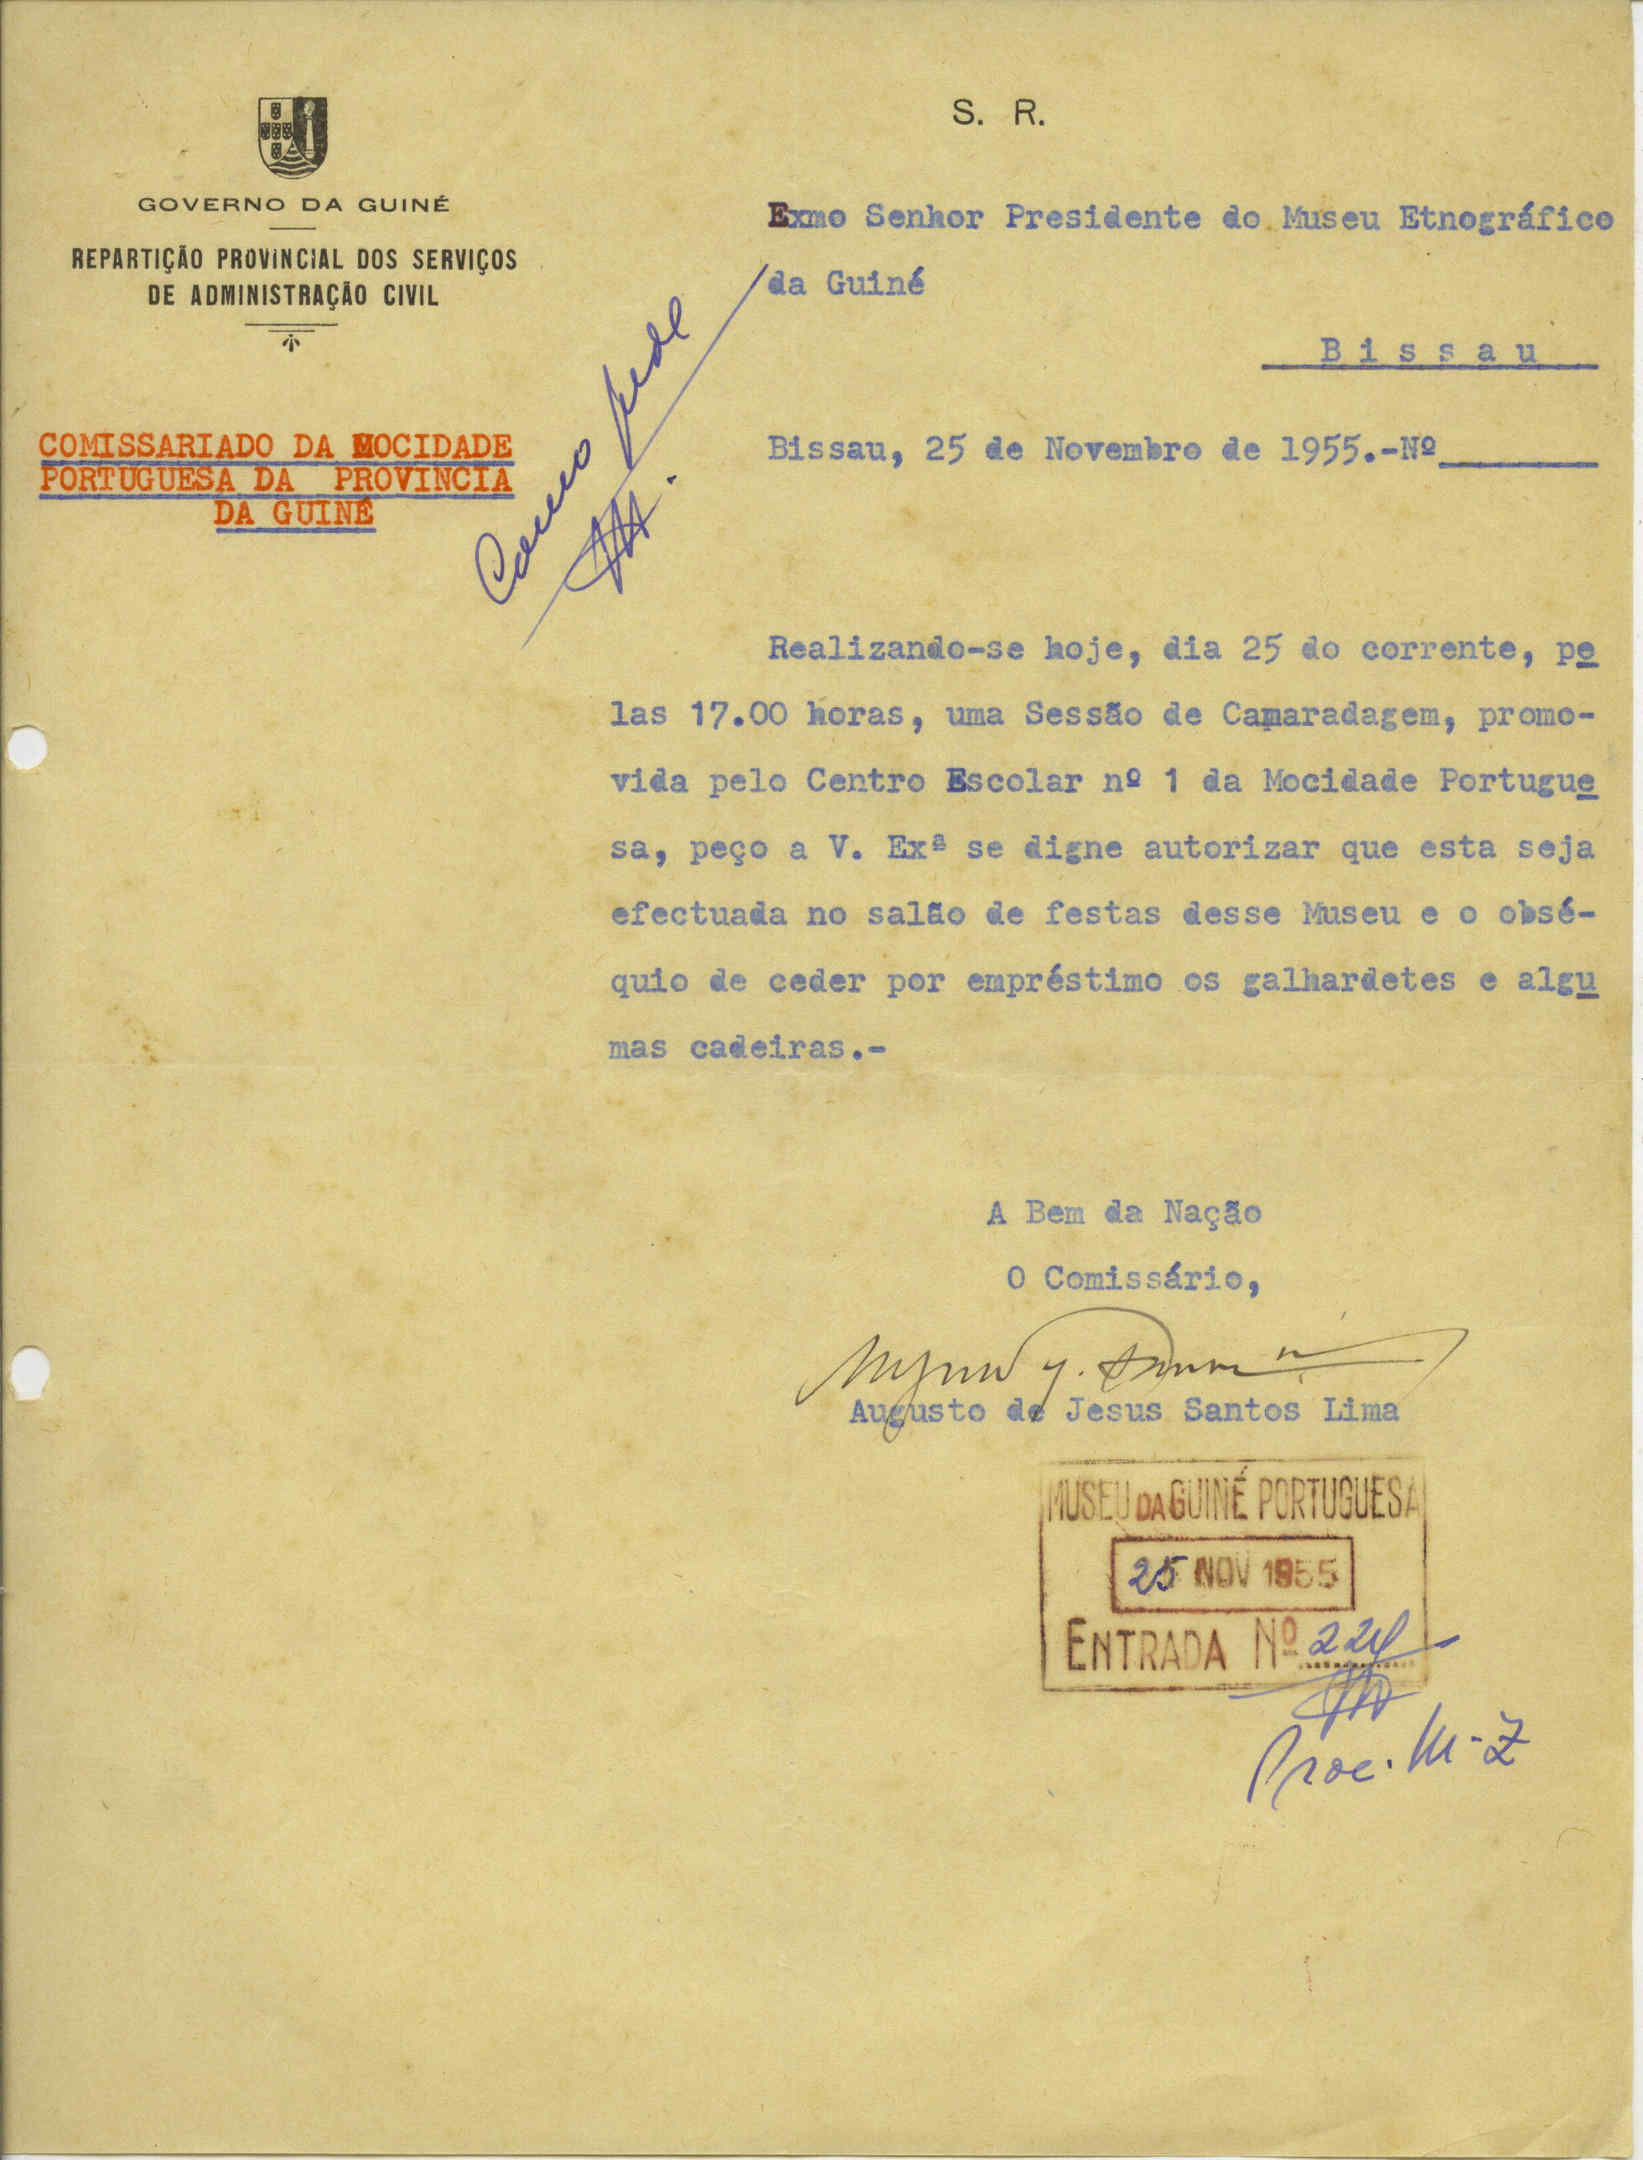 S. R.
GOVERNO DA GUINÉ
REPARTIÇÃO PROVINCIAL DOS SERVIÇOS
DE ADMINISTRAÇÃO CIVIL
COMISSARIADO DA MOCIDADE
PORTUGUESA DA PROVINCIA
DA GUINÉ
Como pede
Exmo Senhor Presidente do Museu Etnográfico
da Guiné
Bissau
Bissau, 25 de Novembro de 1955.-Nº
Realizando-se hoje, dia 25 do corrente, pe
las 17.00 horas, uma Sessão de Camaradagem, promo-
vida pelo Centro Escolar nº 1 da Mocidade Portugue
sa, peço a V. Exª se digne autorizar que esta seja
efectuada no salão de festas desse Museu e o obsé-
quio de ceder por empréstimo os galhardetes e algu
mas cadeiras.-
A Bem da Nação
O Comissário,
Augusto de Jesus Santos Lima
MUSEU DA GUINÉ PORTUGUESA
25 NOV 1955
ENTRADA Nº 224
Proc. M-Z